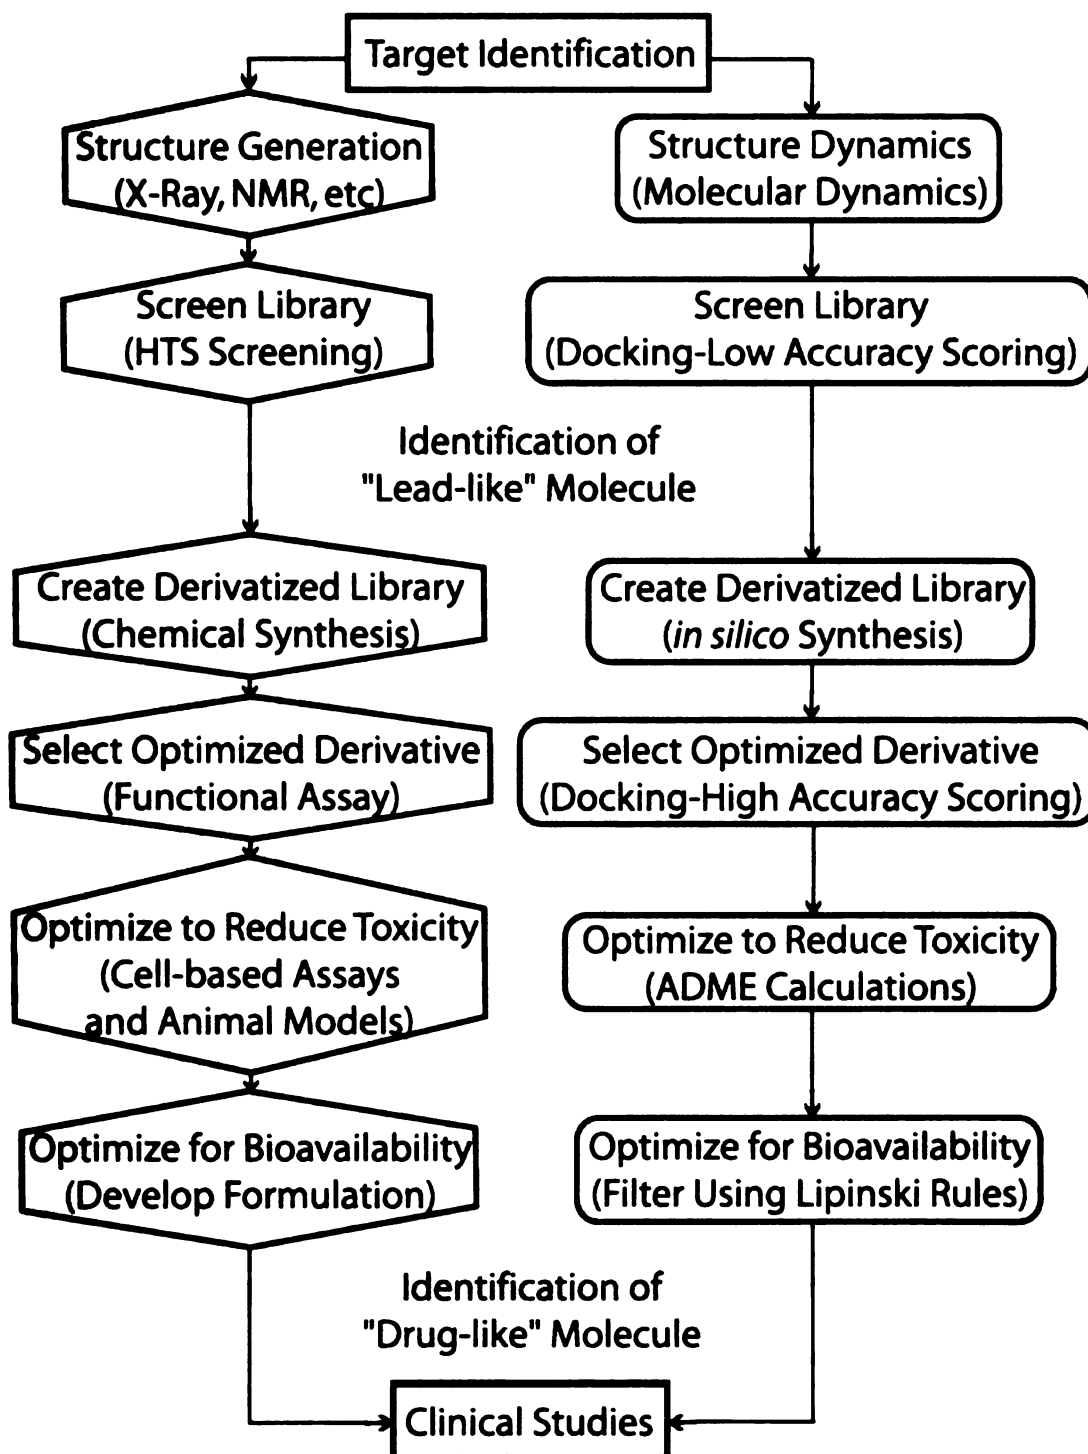 Target Identification
Structure Generation
(X-Ray, NMR, etc)
Structure Dynamics
(Molecular Dynamics)
Screen Library
(HTS Screening)
Screen Library
(Docking-Low Accuracy Scoring)
Identification of
"Lead-like" Molecule
Create Derivatized Library
(Chemical Synthesis)
Create Derivatized Library
(in silico Synthesis)
Select Optimized Derivative
(Functional Assay)
Select Optimized Derivative
(Docking-High Accuracy Scoring)
Optimize to Reduce Toxicity
(Cell-based Assays
and Animal Models)
Optimize to Reduce Toxicity
(ADME Calculations)
Optimize for Bioavailability
(Develop Formulation)
Optimize for Bioavailability
(Filter Using Lipinski Rules)
Identification of
"Drug-like" Molecule
Clinical Studies